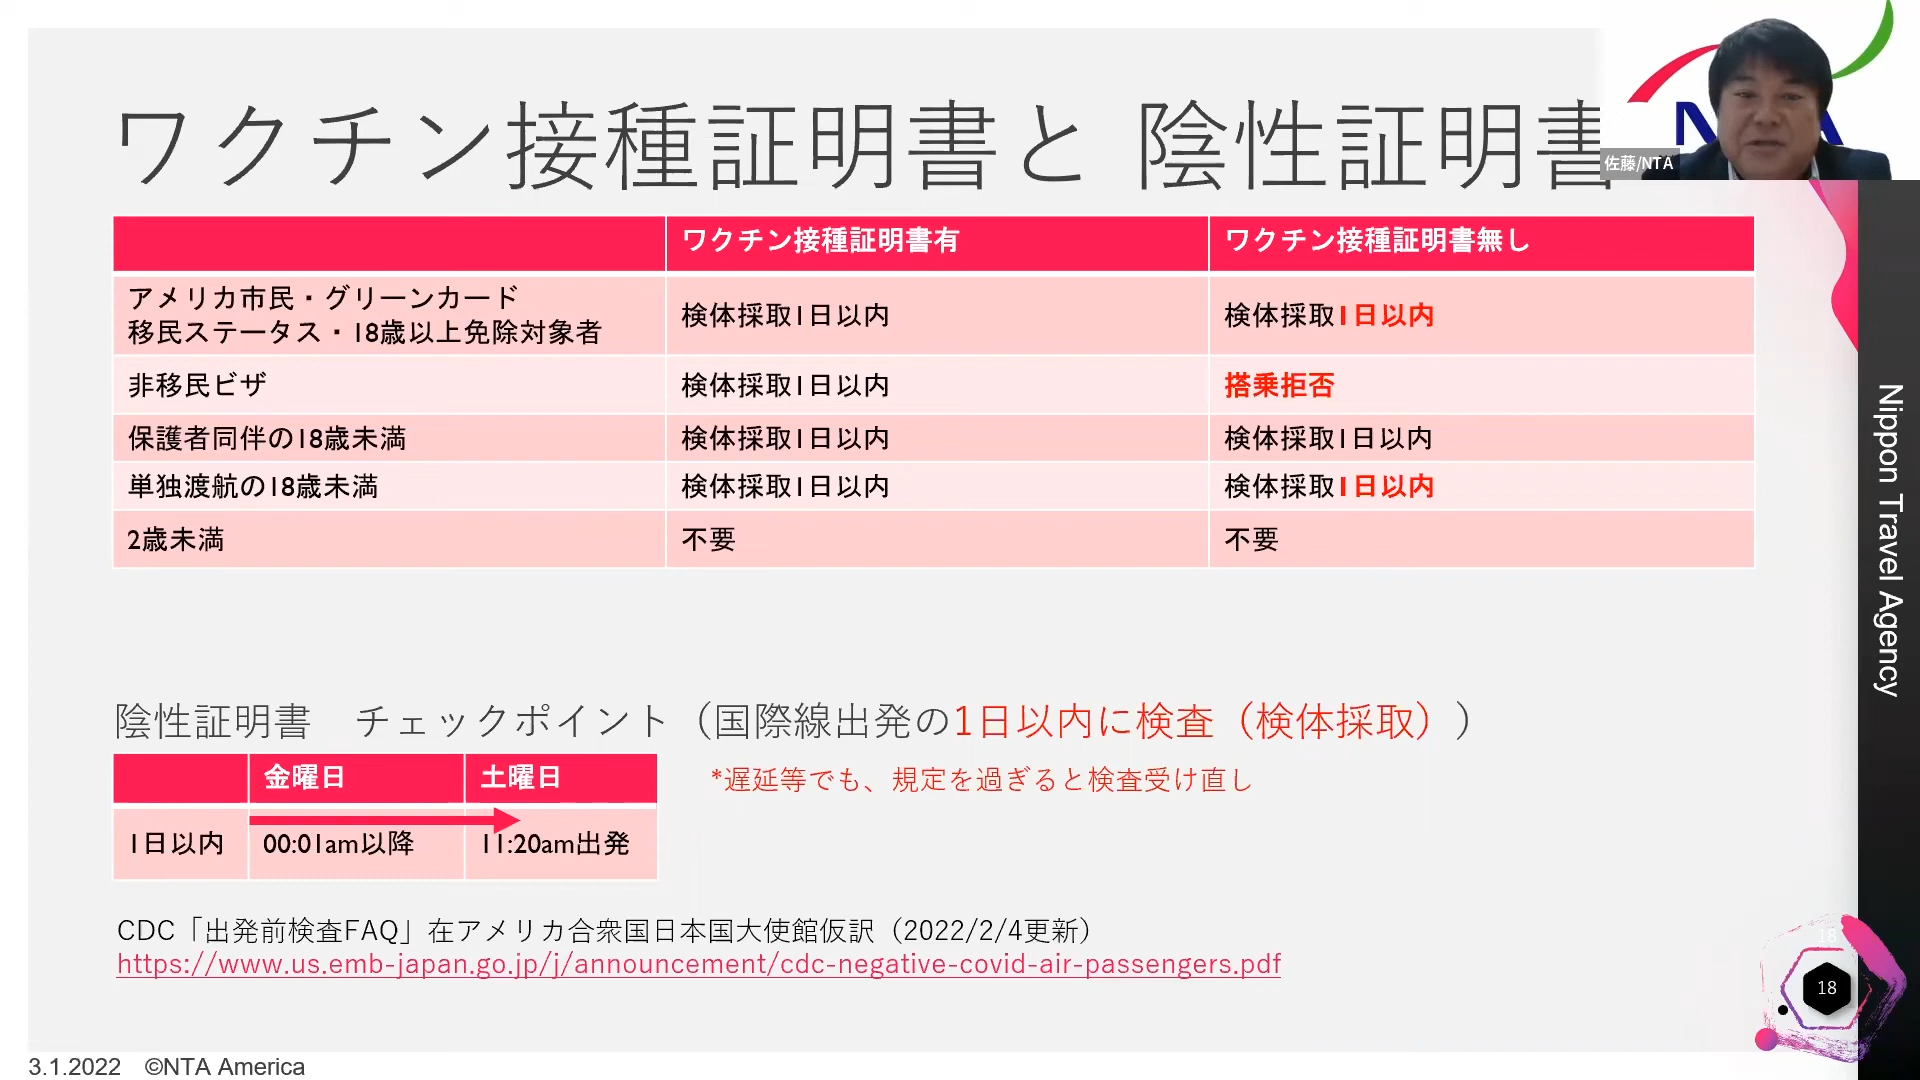 ワクチン接種証明書と 陰性証明書
NTA
佐藤/NTA
ワクチン接種証明書有
ワクチン接種証明書無し
アメリカ市民・グリーンカード
移民ステータス・18歳以上免除対象者
検体採取1日以内
検体採取1日以内
非移民ビザ
検体採取1日以内
搭乗拒否
保護者同伴の18歳未満
検体採取1日以内
検体採取1日以内
単独渡航の18歳未満
検体採取1日以内
検体採取1日以内
2歳未満
不要
不要
Nippon Travel Agency
陰性証明書　チェックポイント（国際線出発の1日以内に検査（検体採取））
金曜日
土曜日
*遅延等でも、規定を過ぎると検査受け直し
1日以内
00:01am以降
11:20am出発
CDC「出発前検査FAQ」在アメリカ合衆国日本国大使館仮訳（2022/2/4更新）
https://www.us.emb-japan.go.jp/j/announcement/cdc-negative-covid-air-passengers.pdf
18
18
3.1.2022 ©NTA America